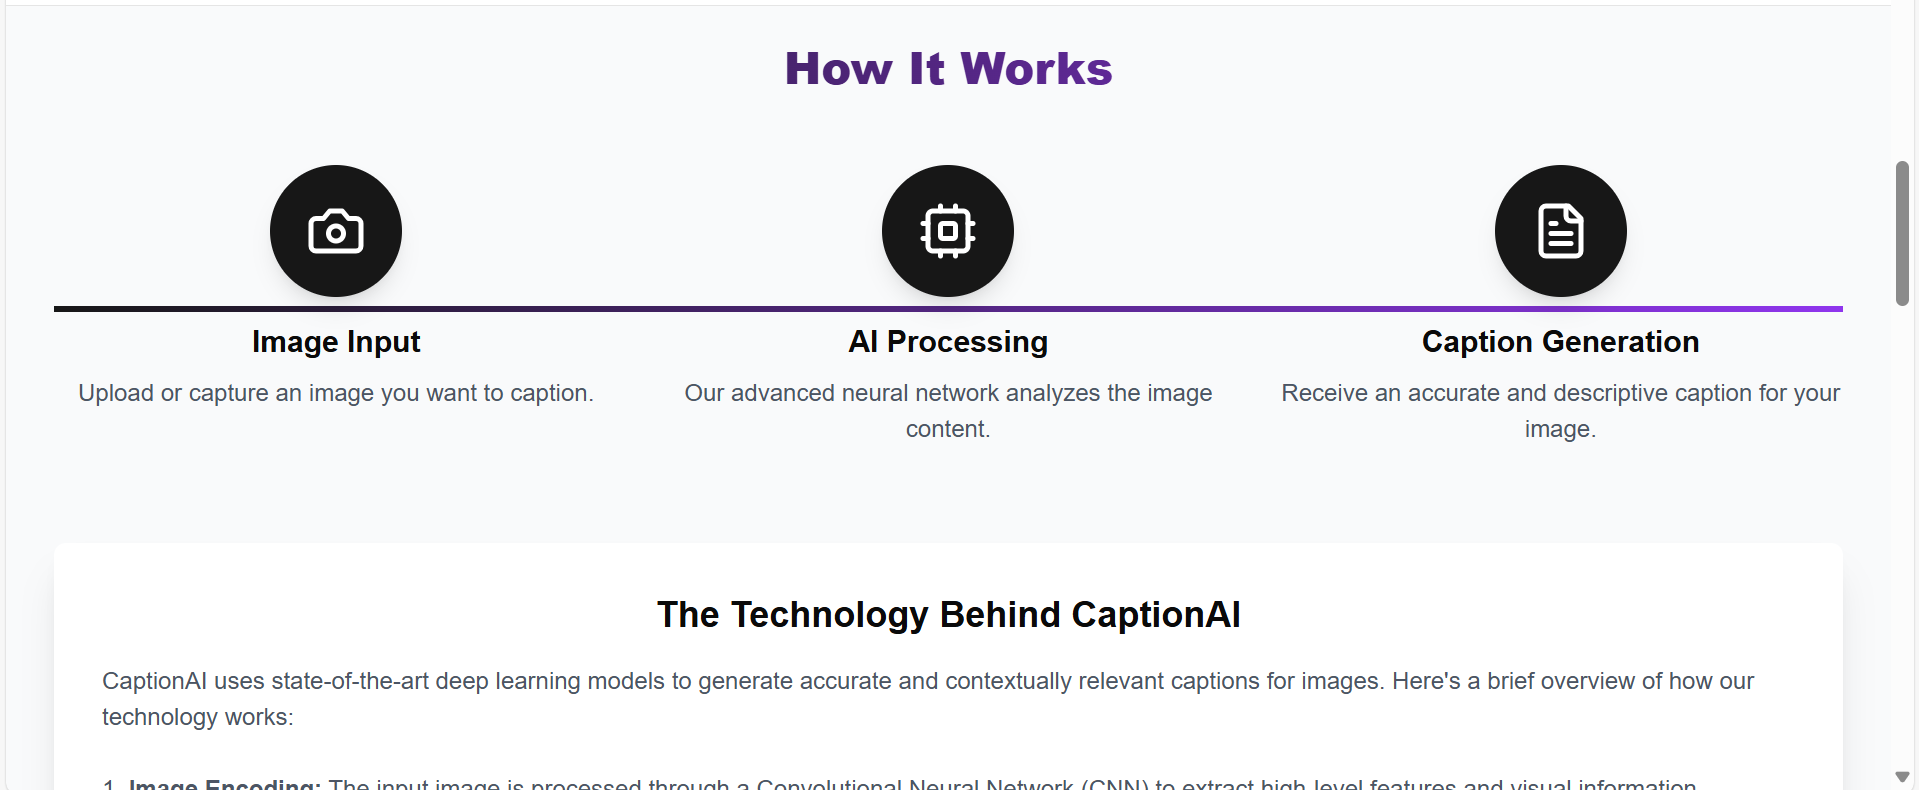 How It Works
Image Input
Upload or capture an image you want to caption.
AI Processing
Our advanced neural network analyzes the image
content.
Caption Generation
Receive an accurate and descriptive caption for your
image.
The Technology Behind CaptionAI
CaptionAI uses state-of-the-art deep learning models to generate accurate and contextually relevant captions for images. Here's a brief overview of how our
technology works:
1. Image Encoding: The input image is processed through a Convolutional Neural Network (CNN) to extract high-level features and visual information.